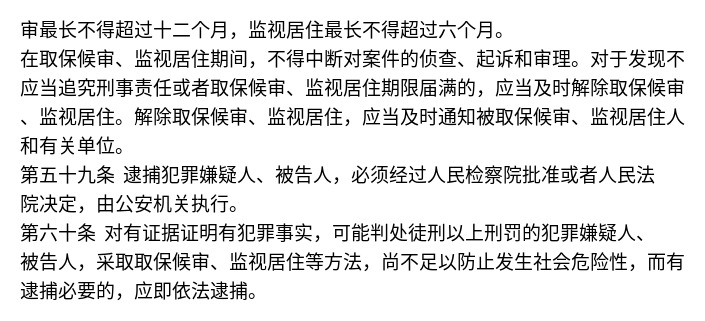 审最长不得超过十二个月，监视居住最长不得超过六个月。
在取保候审、监视居住期间，不得中断对案件的侦查、起诉和审理。对于发现不
应当追究刑事责任或者取保候审、监视居住期限届满的，应当及时解除取保候审
、监视居住。解除取保候审、监视居住，应当及时通知被取保候审、监视居住人
和有关单位。
第五十九条 逮捕犯罪嫌疑人、被告人，必须经过人民检察院批准或者人民法
院决定，由公安机关执行。
第六十条 对有证据证明有犯罪事实，可能判处徒刑以上刑罚的犯罪嫌疑人、
被告人，采取取保候审、监视居住等方法，尚不足以防止发生社会危险性，而有
逮捕必要的，应即依法逮捕。